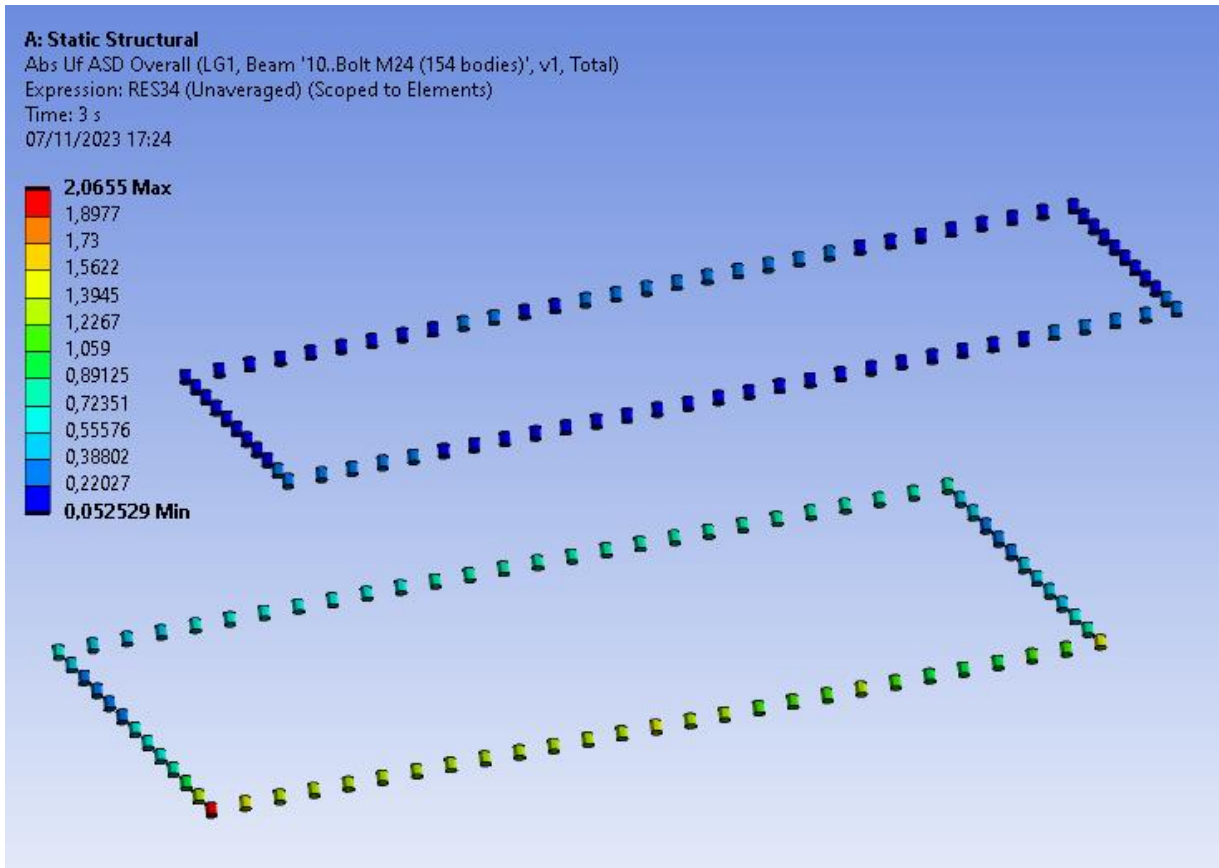 A: Static Structural
Abs Uf ASD Overall (LG1, Beam '10..Bolt M24 (154 bodies)', v1, Total)
Expression: RES34 (Unaveraged) (Scoped to Elements)
Time: 3 s
07/11/2023 17:24
2,0655 Max
1,8977
1,73
1,5622
1,3945
1,2267
1,059
0,89125
0,72351
0,55576
0,38802
0,22027
0,052529 Min